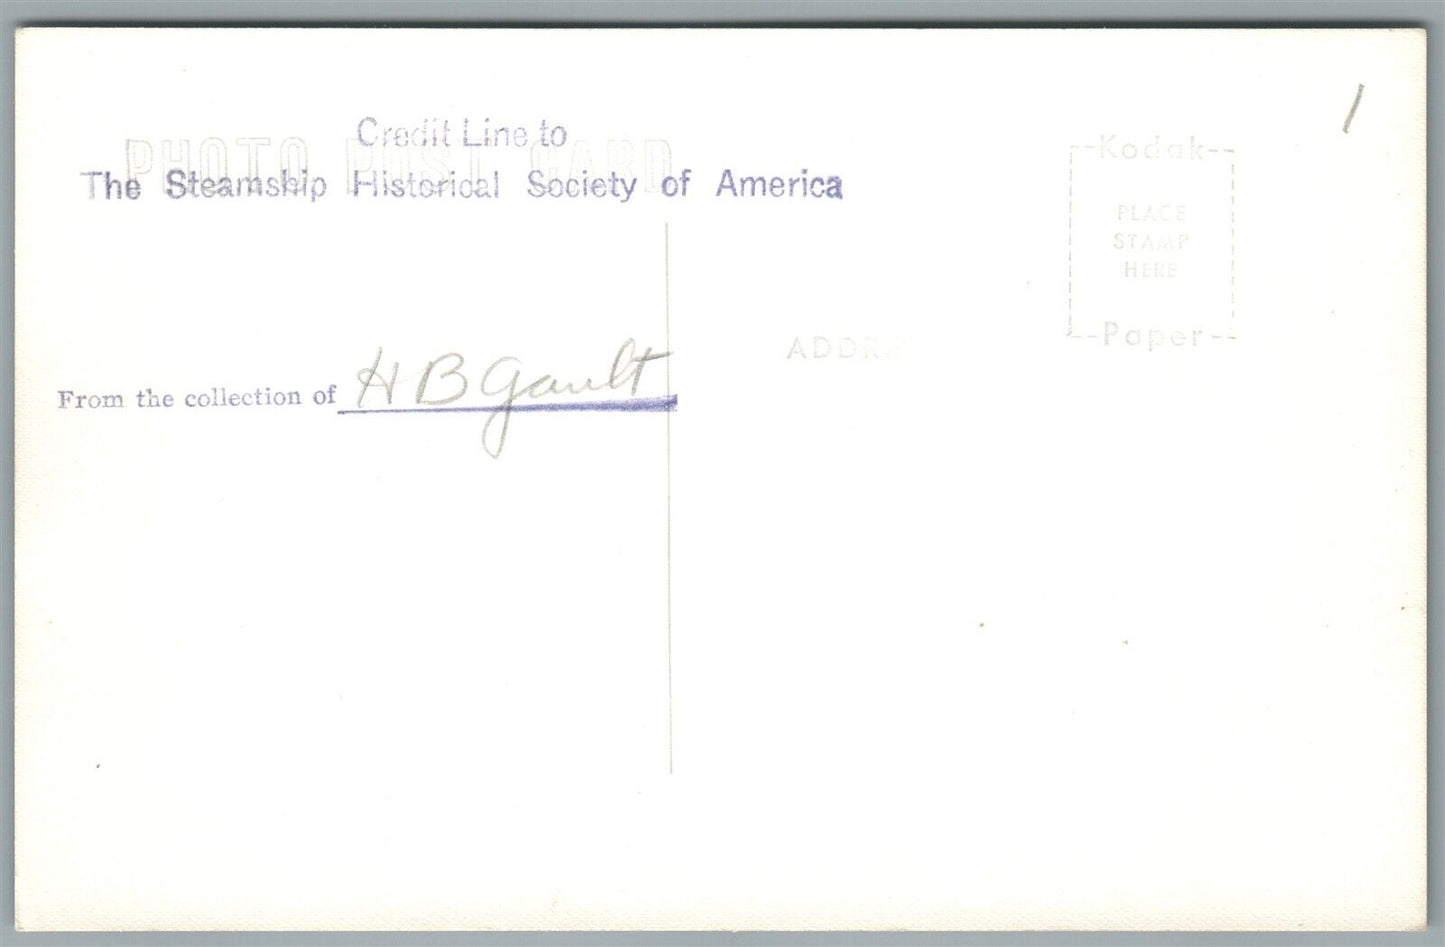 Credit Line to
PHOTO POST CARD
The Steamship Historical Society of America
--Kodak--
PLACE
STAMP
HERE
--Paper--
From the collection of H B Gault
1